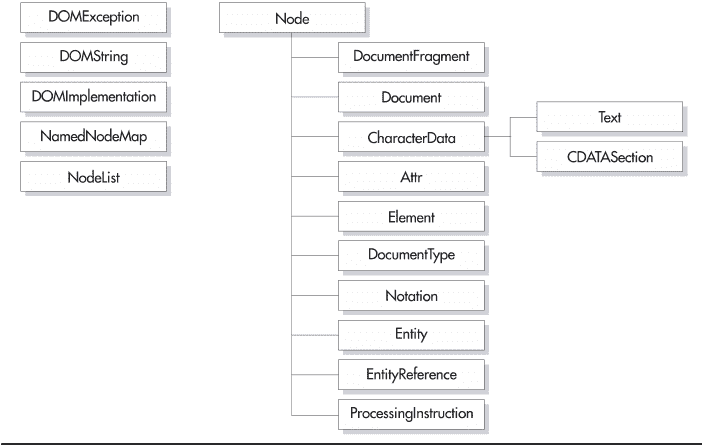 DOMException
DOMString
DOMImplementation
NamedNodeMap
NodeList
Node
DocumentFragment
Document
CharacterData
Text
CDATASection
Attr
Element
DocumentType
Notation
Entity
EntityReference
ProcessingInstruction